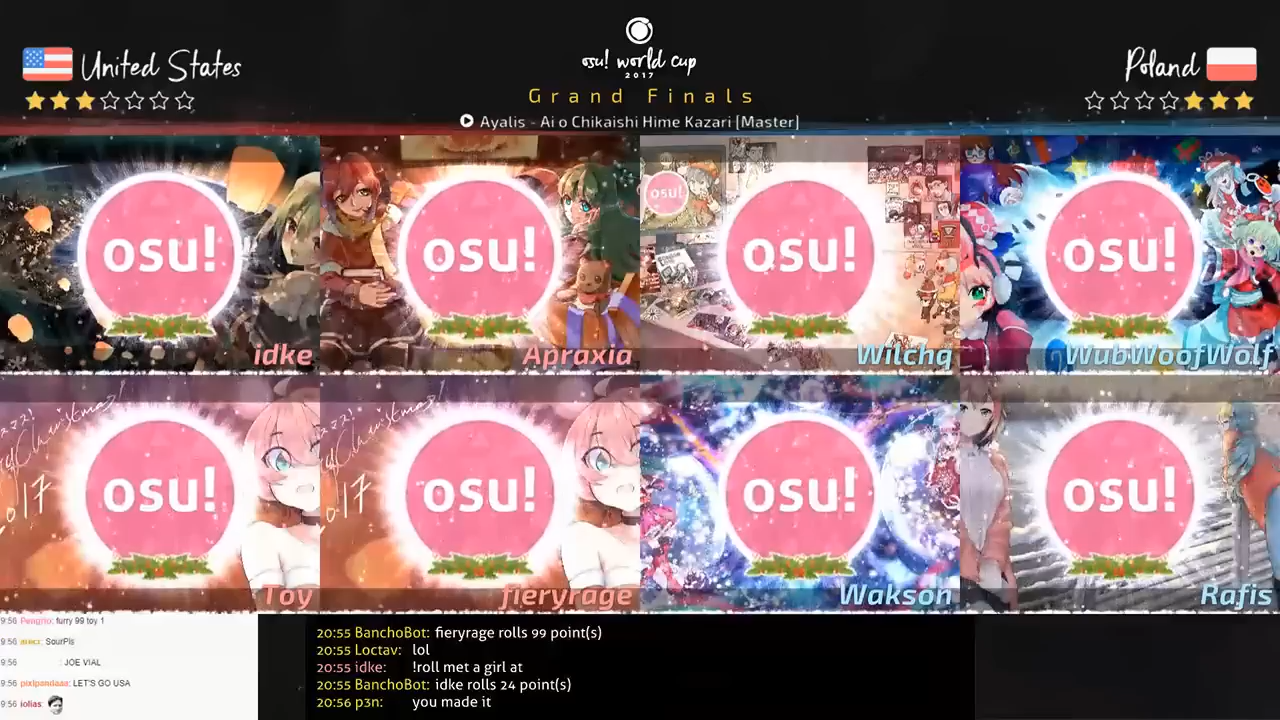 United States
osu! world cup
2017
Poland
Grand Finals
Ayalis - Ai o Chikaishi Hime Kazari [Master]
osu!
osu!
osu!
osu!
osu!
idke
Apraxia
Wilchq
WubWoofWolf
osu!
osu!
osu!
osu!
Toy
fieryrage
Wakson
Rafis
9:56 : furry 99 toy 1
9:56 : SourPls
9:56 : JOE VIAL
9:56 pixipandaaa: LET'S GO USA
9:56 iolias:
20:55 BanchoBot: fieryrage rolls 99 point(s)
20:55 Loctav: lol
20:55 idke: !roll met a girl at
20:55 BanchoBot: idke rolls 24 point(s)
20:56 p3n: you made it